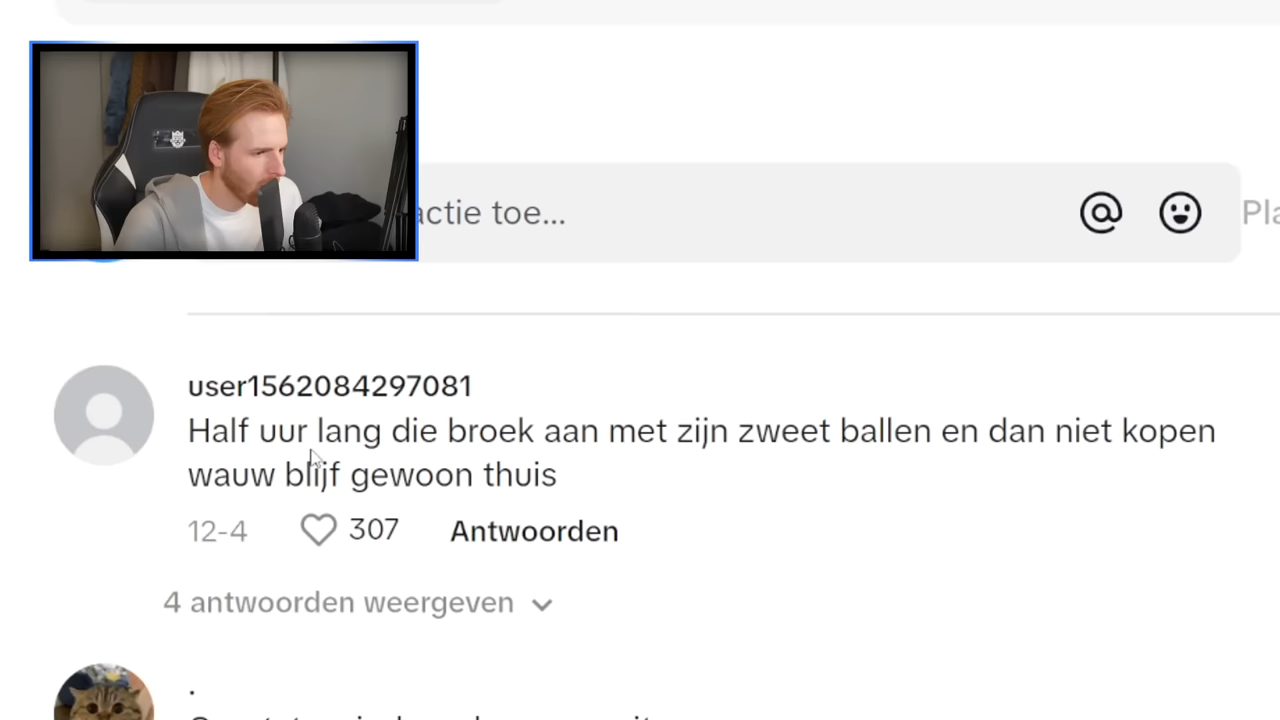 actie toe...
Pla
user1562084297081
Half uur lang die broek aan met zijn zweet ballen en dan niet kopen
wauw blijf gewoon thuis
12-4 307 Antwoorden
4 antwoorden weergeven
.